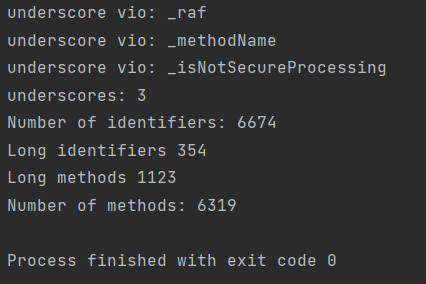 underscore vio: _raf
underscore vio: _methodName
underscore vio: _isNotSecureProcessing
underscores: 3
Number of identifiers: 6674
Long identifiers 354
Long methods 1123
Number of methods: 6319
Process finished with exit code 0